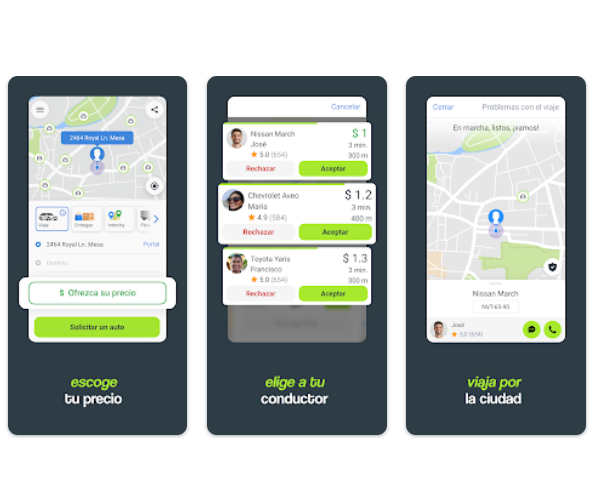 2464 Royal Ln. Mesa
Viaje
Entregas
Intercity
2464 Royal Ln. Mesa
Portal
Destino
$ Ofrezca su precio
Solicitar un auto
escoge
tu precio
Cancelar
Nissan March
$ 1
José
3 min.
5.0 (654)
300 m
Rechazar
Aceptar
Chevrolet Aveo
$ 1.2
Maria
3 min.
4.9 (584)
400 m
Rechazar
Aceptar
Toyota Yaris
$ 1.3
Francisco
3 min.
5.0 (654)
300 m
Rechazar
Aceptar
elige a tu
conductor
Cerrar
Problemas con el viaje
En marcha, listos, ¡vamos!
Nissan March
NVT-65-90
José
5.0 (654)
viaja por
la ciudad